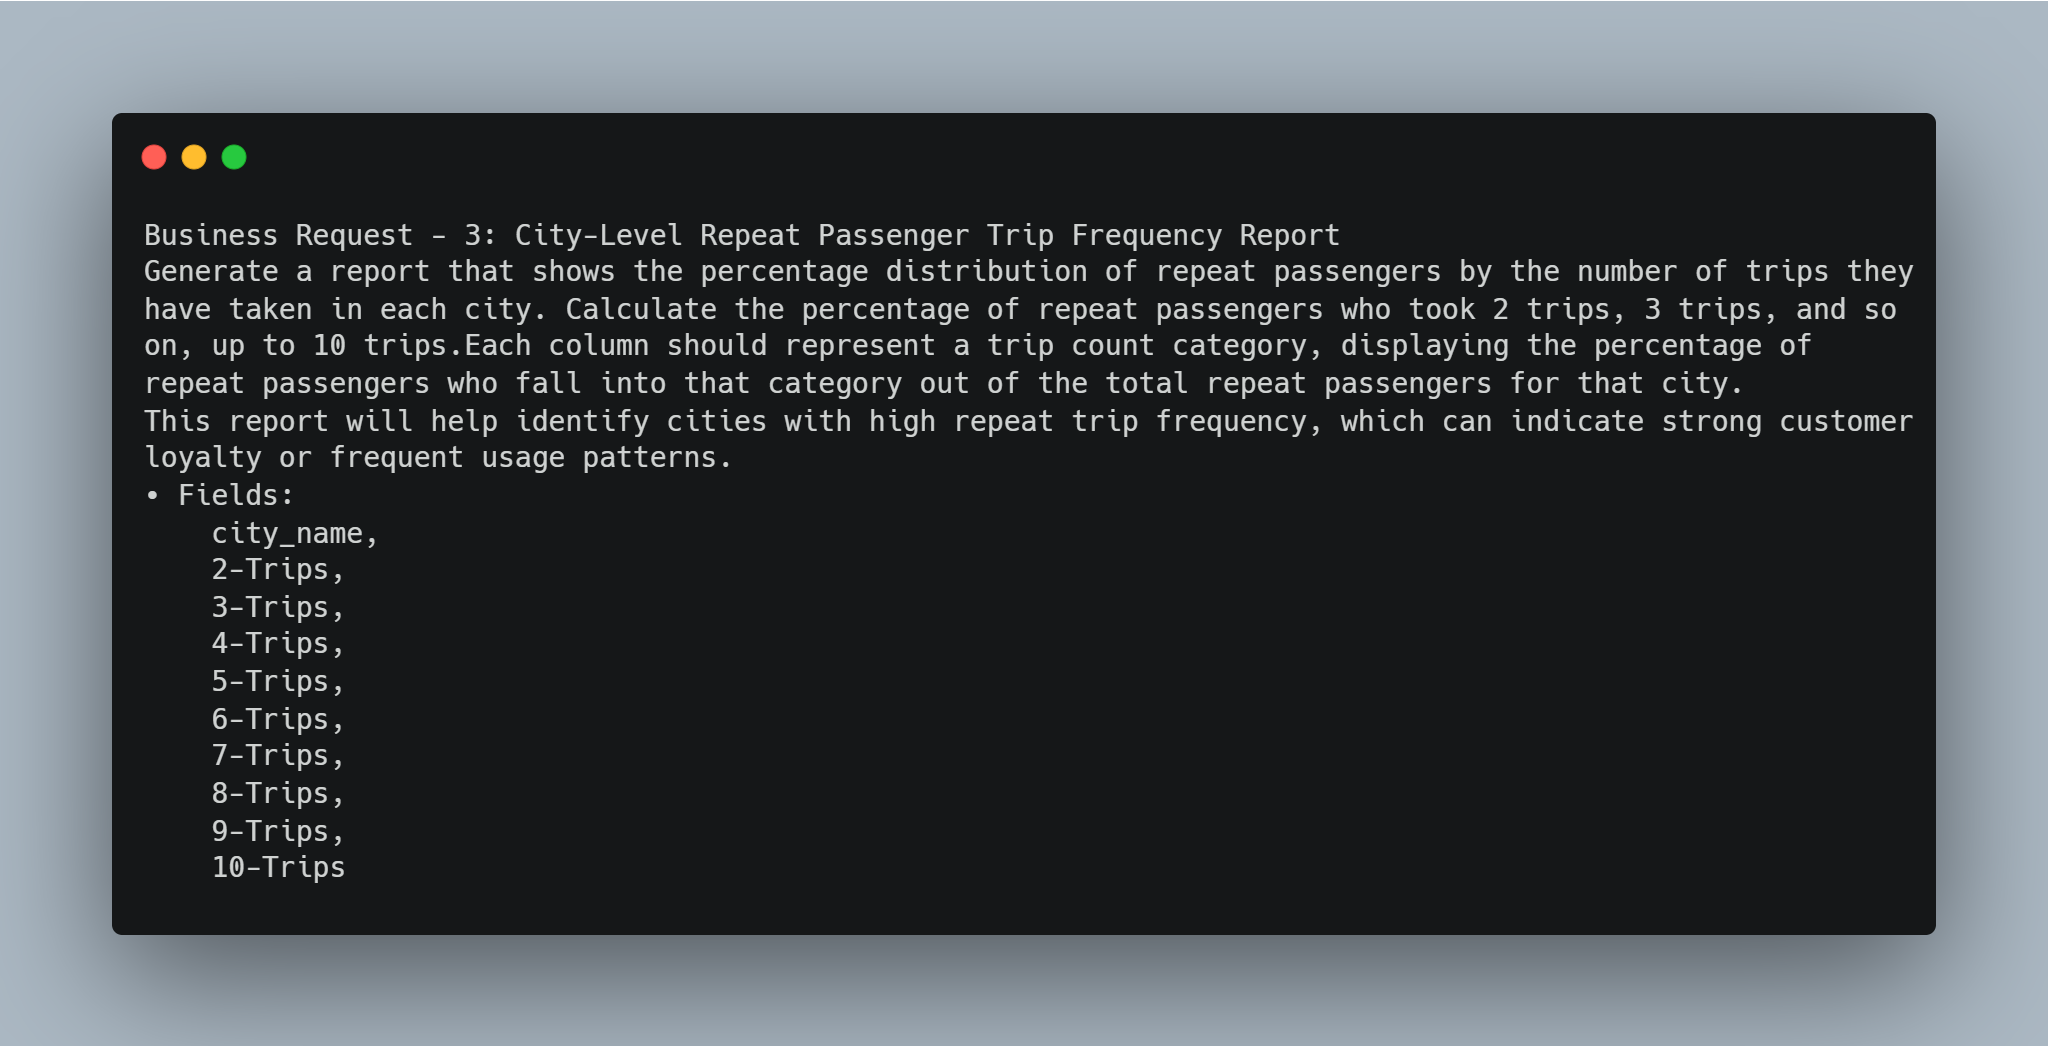 Business Request - 3: City-Level Repeat Passenger Trip Frequency Report
Generate a report that shows the percentage distribution of repeat passengers by the number of trips they
have taken in each city. Calculate the percentage of repeat passengers who took 2 trips, 3 trips, and so
on, up to 10 trips.Each column should represent a trip count category, displaying the percentage of
repeat passengers who fall into that category out of the total repeat passengers for that city.
This report will help identify cities with high repeat trip frequency, which can indicate strong customer
loyalty or frequent usage patterns.
• Fields:
city_name,
2-Trips,
3-Trips,
4-Trips,
5-Trips,
6-Trips,
7-Trips,
8-Trips,
9-Trips,
10-Trips